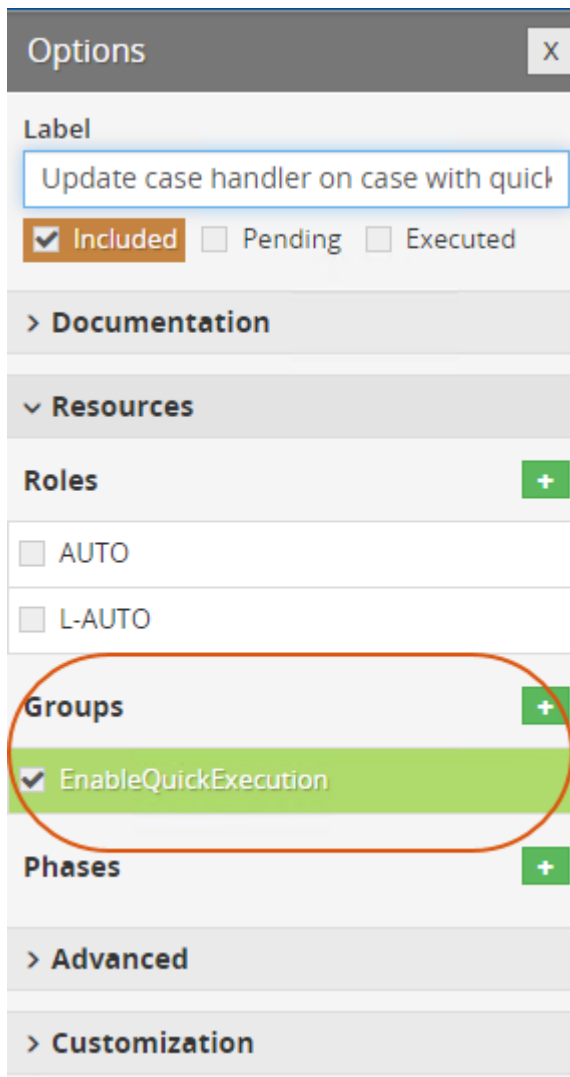 Options
X
Label
Update case handler on case with quick
Included Pending Executed
> Documentation
Resources
Roles
+
AUTO
L-AUTO
Groups
+
EnableQuickExecution
Phases
+
> Advanced
> Customization